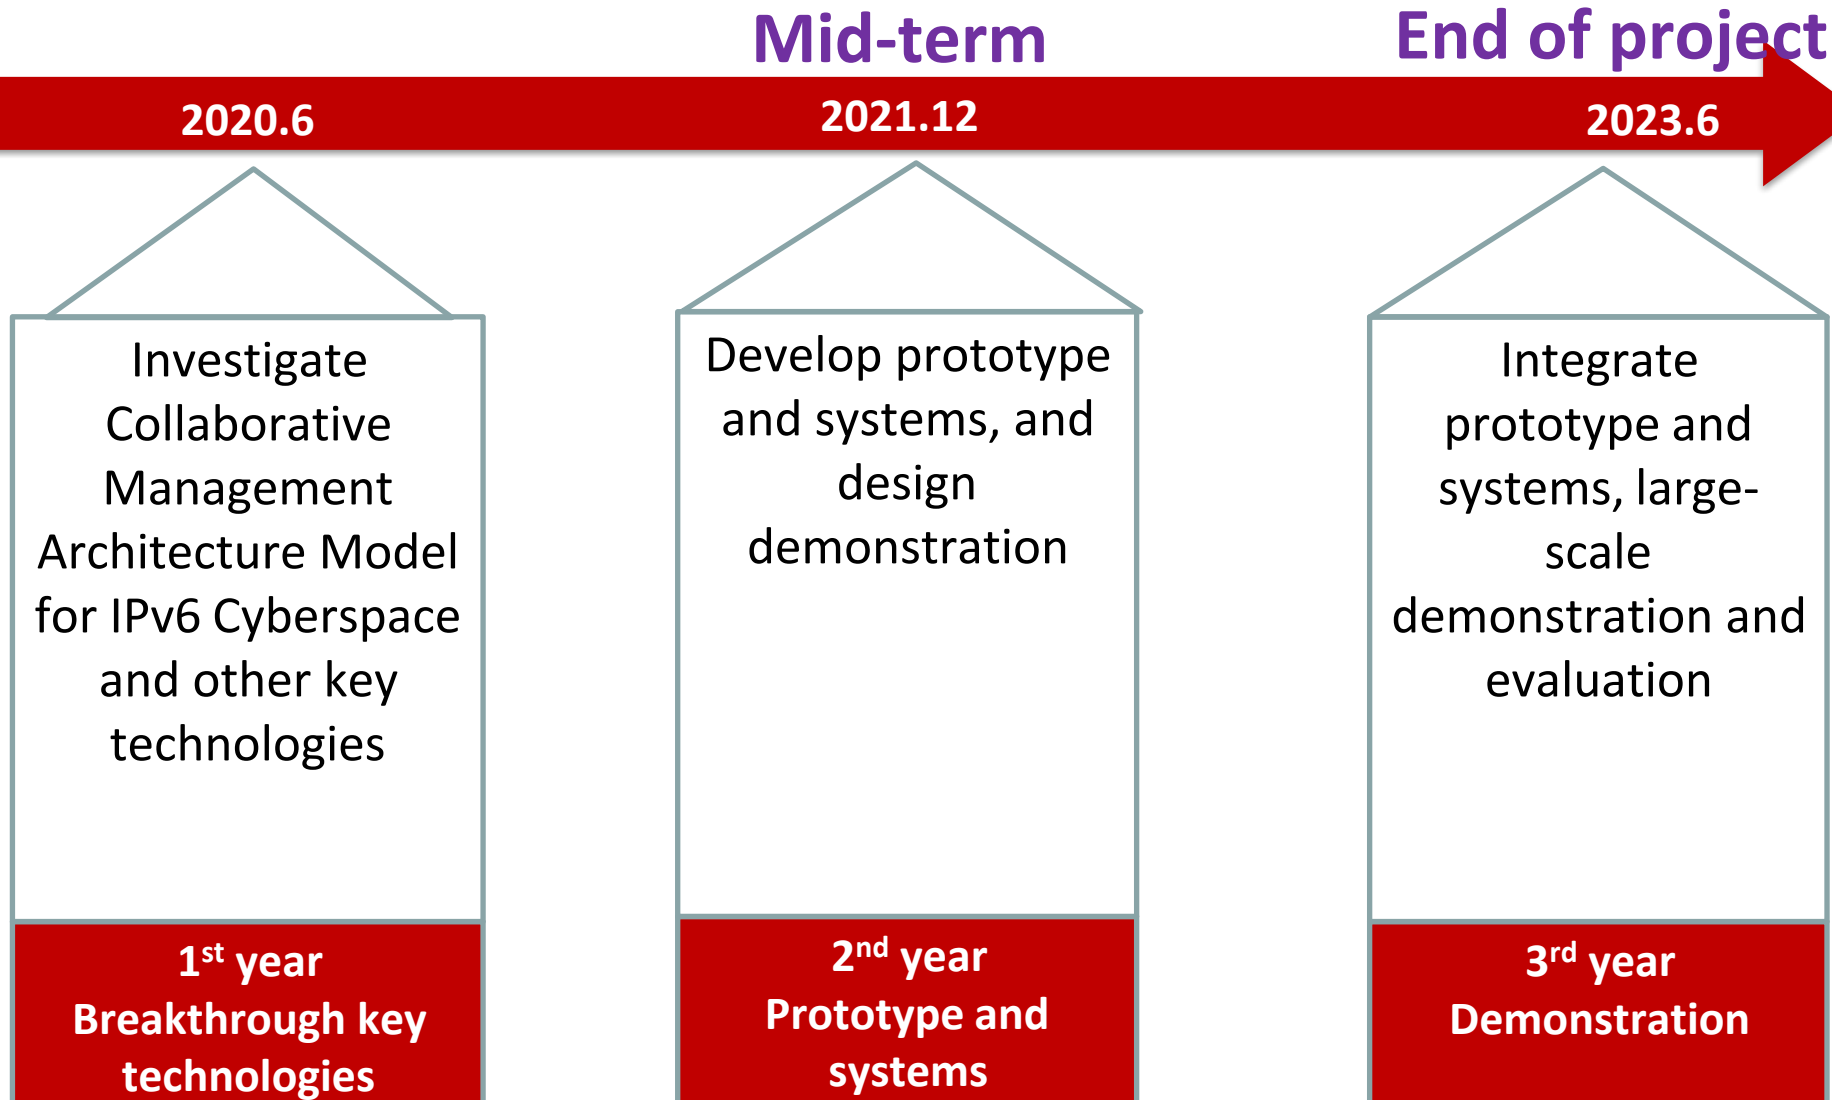 Mid-term
End of project
2020.6
2021.12
2023.6
Investigate
Collaborative
Management
Architecture Model
for IPv6 Cyberspace
and other key
technologies
Develop prototype
and systems, and
design
demonstration
Integrate
prototype and
systems, large-
scale
demonstration and
evaluation
1st year
Breakthrough key
technologies
2nd year
Prototype and
systems
3rd year
Demonstration